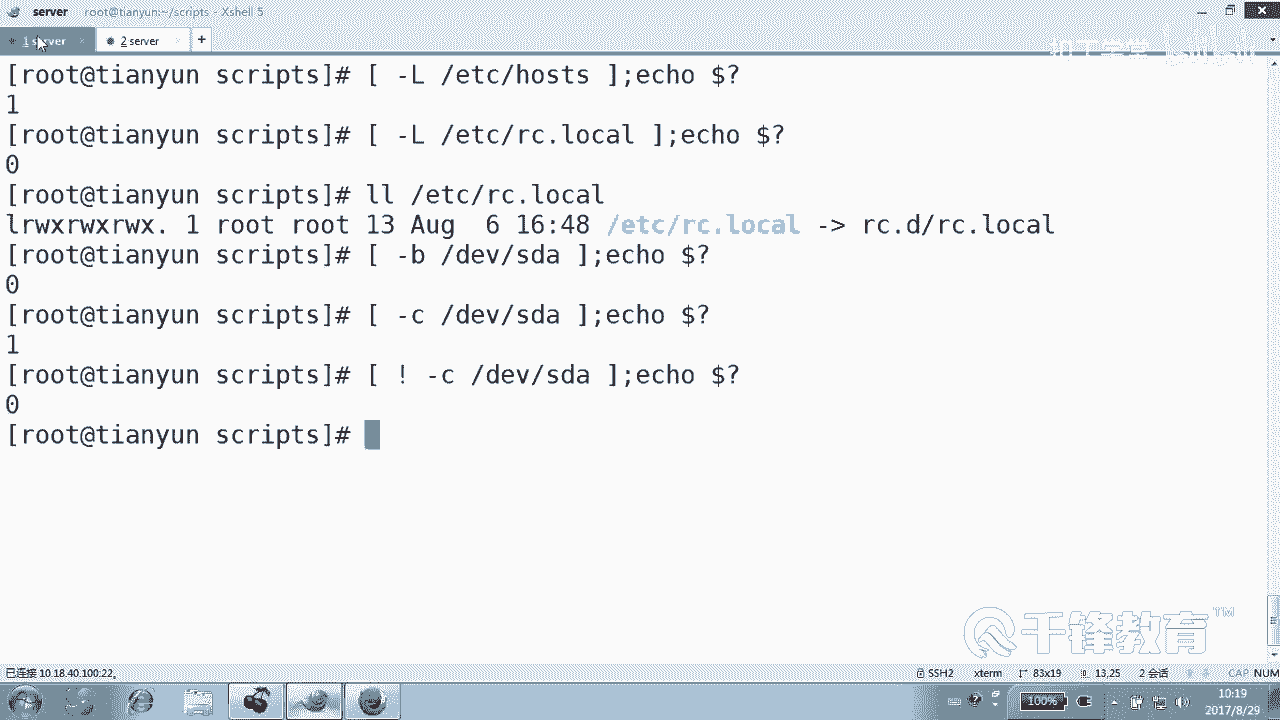 server root@tianyun:~/scripts - Xshell 5
1 server 2 server +
扣丁学堂 bilibili
[root@tianyun scripts]# [ -L /etc/hosts ];echo $?
1
[root@tianyun scripts]# [ -L /etc/rc.local ];echo $?
0
[root@tianyun scripts]# ll /etc/rc.local
lrwxrwxrwx. 1 root root 13 Aug  6 16:48 /etc/rc.local -> rc.d/rc.local
[root@tianyun scripts]# [ -b /dev/sda ];echo $?
0
[root@tianyun scripts]# [ -c /dev/sda ];echo $?
1
[root@tianyun scripts]# [ ! -c /dev/sda ];echo $?
0
[root@tianyun scripts]#
千锋教育™
已连接 10.18.40.100:22。 SSH2 xterm 83x19 13,25 2 会话 CAP NUM
100% 10:19
2017/8/29